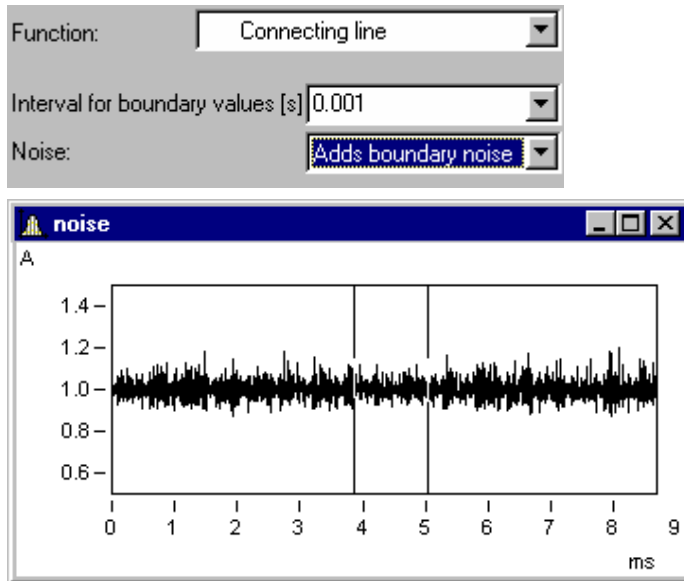 Function: Connecting line
Interval for boundary values [s] 0.001
Noise: Adds boundary noise
noise
A
1.4
1.2
1.0
0.8
0.6
0 1 2 3 4 5 6 7 8 9
ms